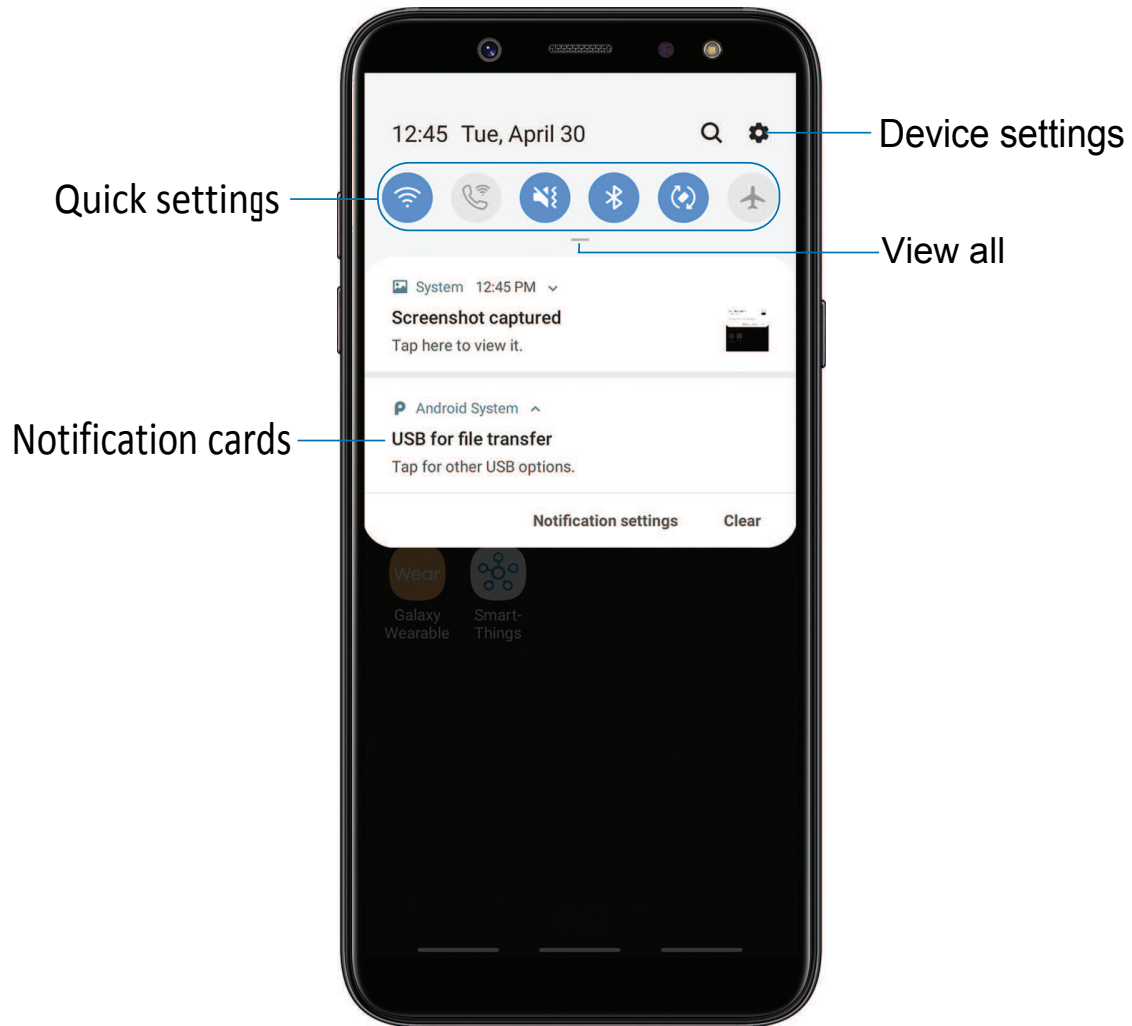 12:45 Tue, April 30
Device settings
Quick settings
View all
System 12:45 PM
Screenshot captured
Tap here to view it.
Android System
Notification cards
USB for file transfer
Tap for other USB options.
Notification settings Clear
Wear
Galaxy Wearable
Smart-Things